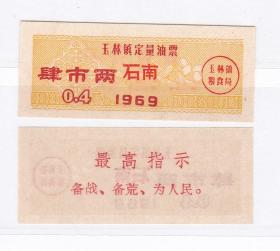 玉林镇定量油票
肆市两 石南
玉林镇
粮食局
0.4 1969
最高指示
备战、备荒、为人民。